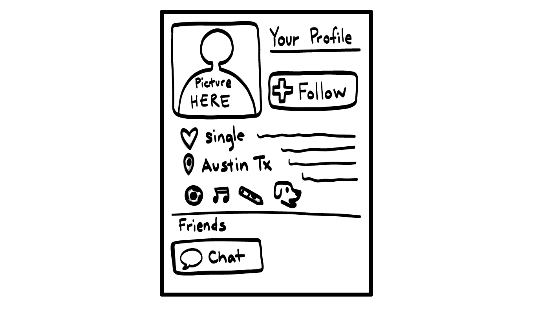 Your Profile
Picture
HERE
Follow
single
Austin Tx
Friends
Chat